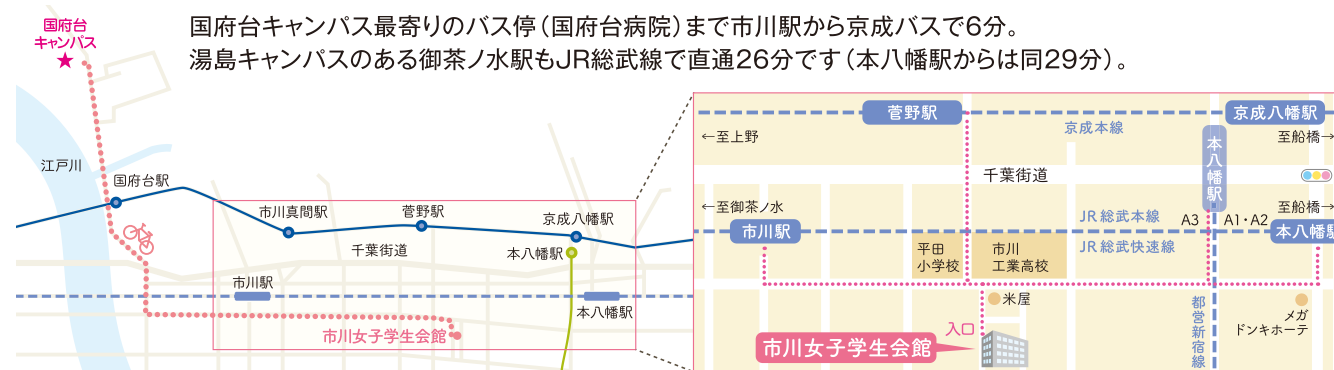 国府台キャンパス最寄りのバス停（国府台病院）まで市川駅から京成バスで6分。
湯島キャンパスのある御茶ノ水駅もJR総武線で直通26分です（本八幡駅からは同29分）。
国府台
キャンパス
江戸川
国府台駅
市川真間駅
菅野駅
京成八幡駅
千葉街道
本八幡駅
市川駅
本八幡駅
市川女子学生会館
菅野駅
京成八幡駅
京成本線
←至上野
至船橋→
本八幡駅
千葉街道
←至御茶ノ水
至船橋→
JR総武本線
A3
A1・A2
市川駅
本八幡駅
JR総武快速線
平田
小学校
市川
工業高校
米屋
都営新宿線
メガ
ドンキホーテ
入口
市川女子学生会館